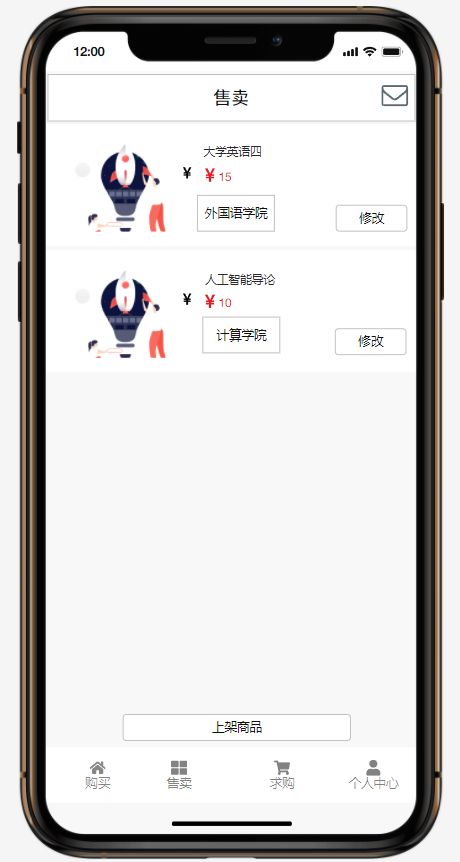 12:00
售卖
大学英语四
¥ ¥ 15
外国语学院
修改
人工智能导论
¥ ¥ 10
计算学院
修改
上架商品
购买 售卖 求购 个人中心